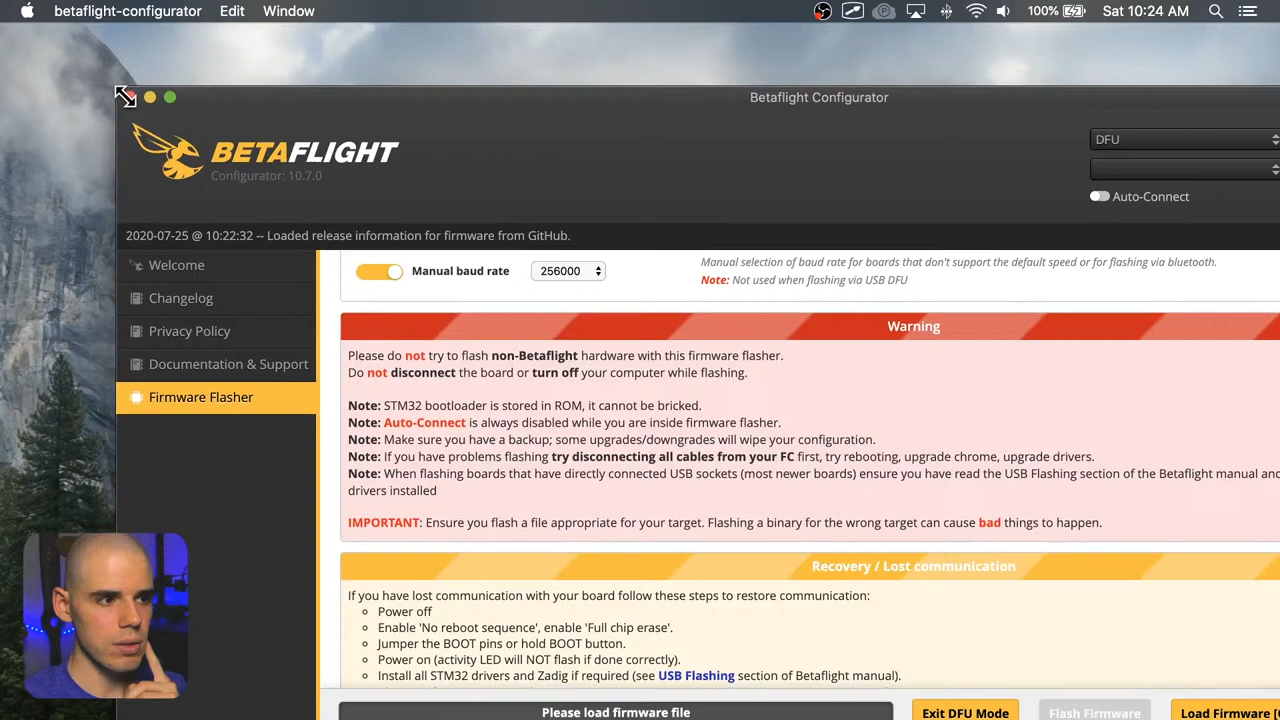 betaflight-configurator Edit Window 100% Sat 10:24 AM
Betaflight Configurator
BETAFLIGHT
Configurator: 10.7.0
DFU
Auto-Connect
2020-07-25 @ 10:22:32 -- Loaded release information for firmware from GitHub.
Welcome
Changelog
Privacy Policy
Documentation & Support
Firmware Flasher
Manual baud rate 256000
Manual selection of baud rate for boards that don't support the default speed or for flashing via bluetooth.
Note: Not used when flashing via USB DFU
Warning
Please do not try to flash non-Betaflight hardware with this firmware flasher.
Do not disconnect the board or turn off your computer while flashing.
Note: STM32 bootloader is stored in ROM, it cannot be bricked.
Note: Auto-Connect is always disabled while you are inside firmware flasher.
Note: Make sure you have a backup; some upgrades/downgrades will wipe your configuration.
Note: If you have problems flashing try disconnecting all cables from your FC first, try rebooting, upgrade chrome, upgrade drivers.
Note: When flashing boards that have directly connected USB sockets (most newer boards) ensure you have read the USB Flashing section of the Betaflight manual and
drivers installed
IMPORTANT: Ensure you flash a file appropriate for your target. Flashing a binary for the wrong target can cause bad things to happen.
Recovery / Lost communication
If you have lost communication with your board follow these steps to restore communication:
Power off
Enable 'No reboot sequence', enable 'Full chip erase'.
Jumper the BOOT pins or hold BOOT button.
Power on (activity LED will NOT flash if done correctly).
Install all STM32 drivers and Zadig if required (see USB Flashing section of Betaflight manual).
Please load firmware file
Exit DFU Mode
Flash Firmware
Load Firmware [